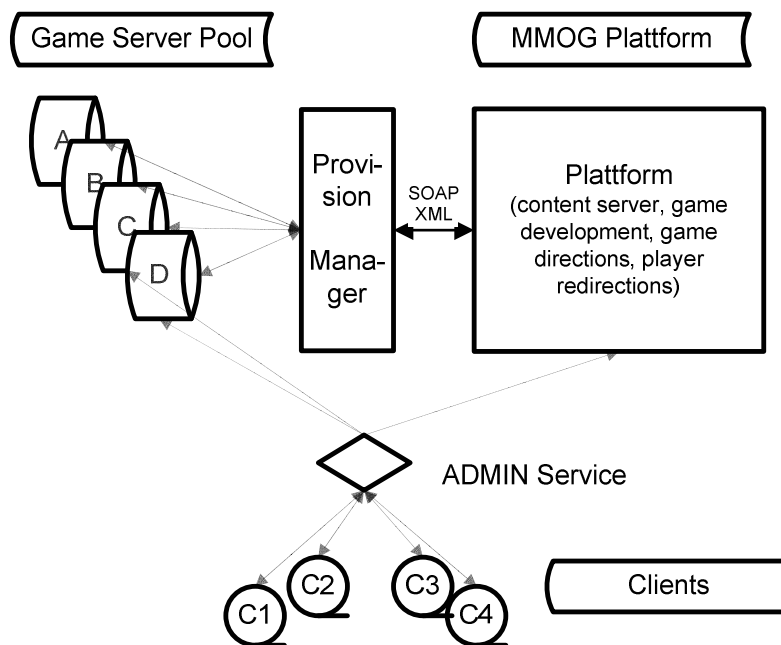 Game Server Pool
MMOG Plattform
A
B
C
D
Provi-
sion
Mana-
ger
SOAP
XML
Plattform
(content server, game
development, game
directions, player
redirections)
ADMIN Service
C1
C2
C3
C4
Clients